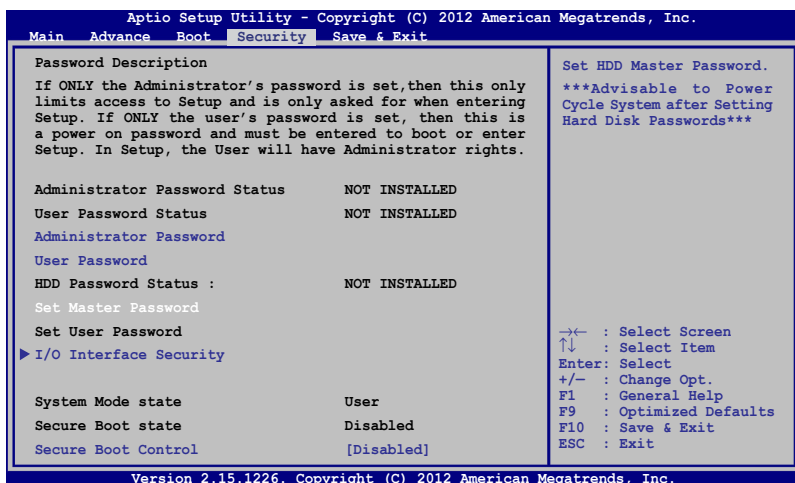 Aptio Setup Utility - Copyright (C) 2012 American Megatrends, Inc.
Main Advance Boot Security Save & Exit
Password Description
If ONLY the Administrator's password is set,then this only
limits access to Setup and is only asked for when entering
Setup. If ONLY the user's password is set, then this is
a power on password and must be entered to boot or enter
Setup. In Setup, the User will have Administrator rights.
Administrator Password Status NOT INSTALLED
User Password Status NOT INSTALLED
Administrator Password
User Password
HDD Password Status : NOT INSTALLED
Set Master Password
Set User Password
▶ I/O Interface Security
System Mode state User
Secure Boot state Disabled
Secure Boot Control [Disabled]
Set HDD Master Password.
***Advisable to Power
Cycle System after Setting
Hard Disk Passwords***
→← : Select Screen
↑↓ : Select Item
Enter: Select
+/− : Change Opt.
F1 : General Help
F9 : Optimized Defaults
F10 : Save & Exit
ESC : Exit
Version 2.15.1226. Copyright (C) 2012 American Megatrends, Inc.